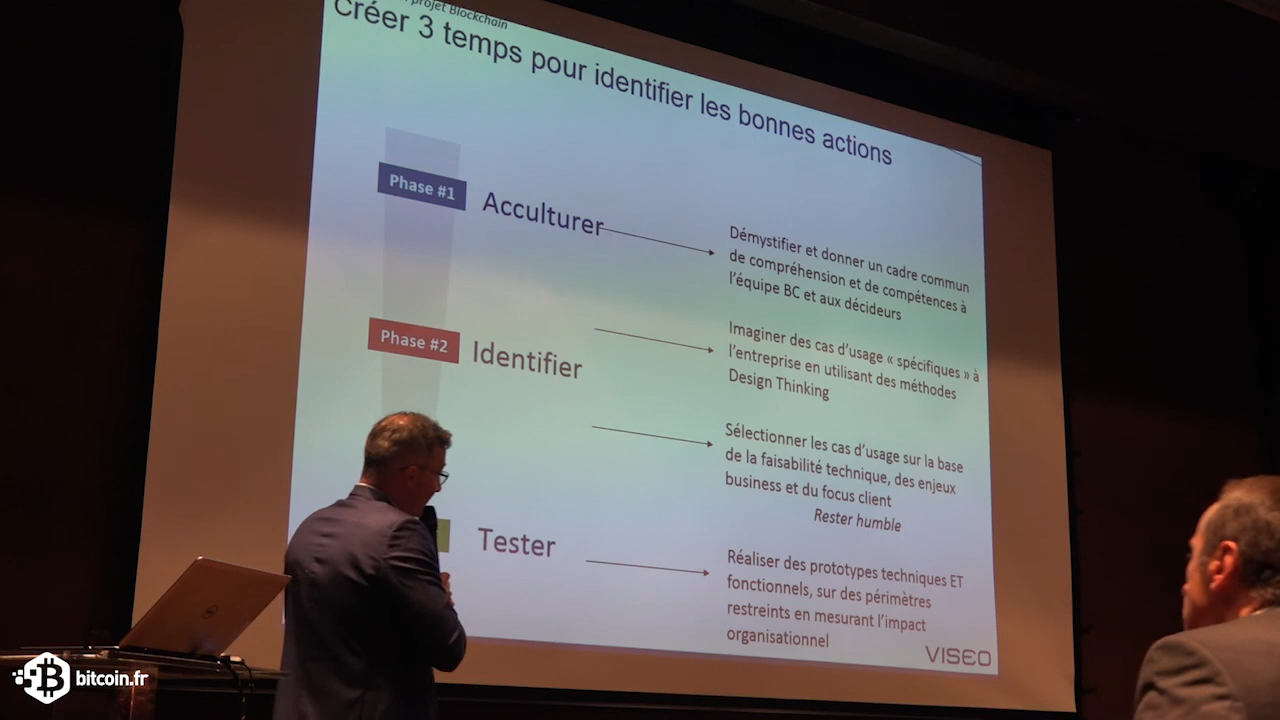 projet Blockchain
Créer 3 temps pour identifier les bonnes actions
Phase #1
Acculturer
Démystifier et donner un cadre commun
de compréhension et de compétences à
l'équipe BC et aux décideurs
Phase #2
Identifier
Imaginer des cas d'usage « spécifiques » à
l'entreprise en utilisant des méthodes
Design Thinking
Sélectionner les cas d'usage sur la base
de la faisabilité technique, des enjeux
business et du focus client
Rester humble
Tester
Réaliser des prototypes techniques ET
fonctionnels, sur des périmètres
restreints en mesurant l'impact
organisationnel
VISEO
bitcoin.fr